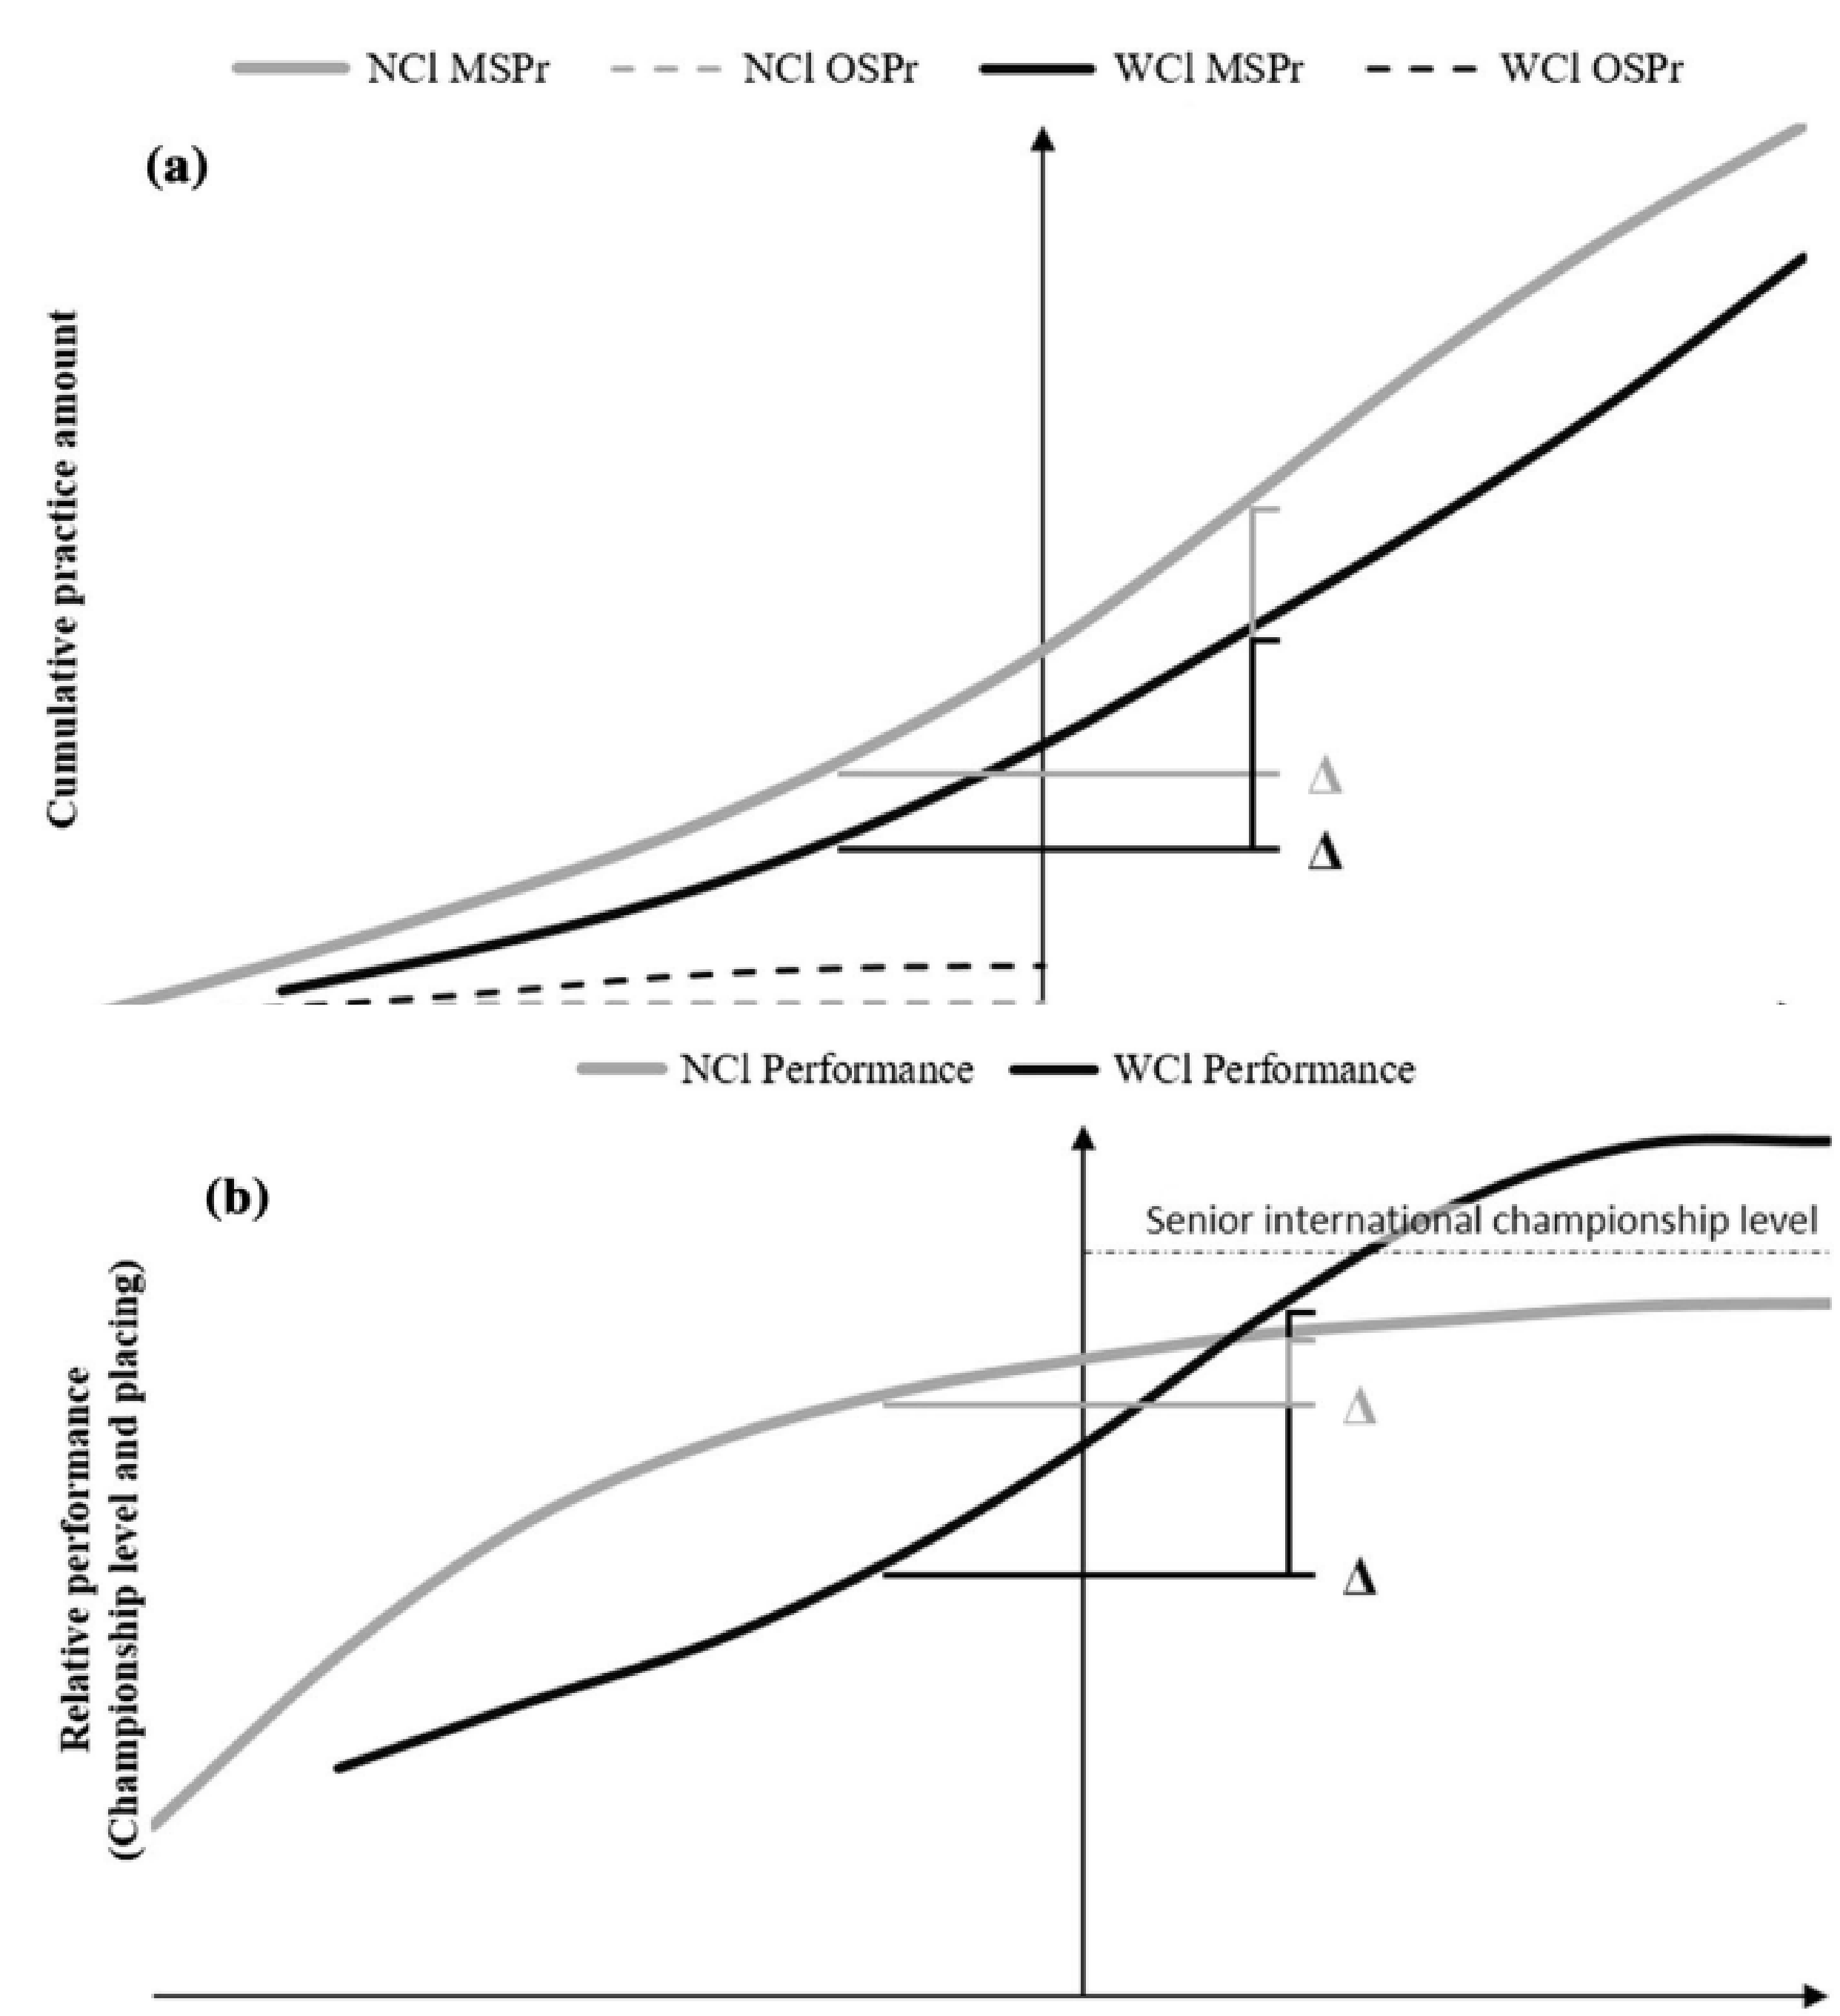 NCl MSPr NCl OSPr WCl MSPr WCl OSPr
(a)
Cumulative practice amount
Δ
Δ
NCl Performance WCl Performance
(b)
Senior international championship level
Relative performance
(Championship level and placing)
Δ
Δ